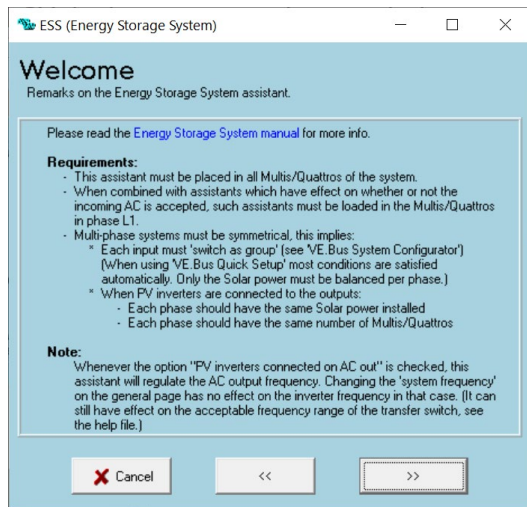 ESS (Energy Storage System)
Welcome
Remarks on the Energy Storage System assistant.
Please read the Energy Storage System manual for more info.
Requirements:
- This assistant must be placed in all Multis/Quattros of the system.
- When combined with assistants which have effect on whether or not the
incoming AC is accepted, such assistants must be loaded in the Multis/Quattros
in phase L1.
- Multi-phase systems must be symmetrical, this implies:
* Each input must 'switch as group' (see 'VE.Bus System Configurator')
(When using 'VE.Bus Quick Setup' most conditions are satisfied
automatically. Only the Solar power must be balanced per phase.)
* When PV inverters are connected to the outputs:
- Each phase should have the same Solar power installed
- Each phase should have the same number of Multis/Quattros
Note:
Whenever the option "PV inverters connected on AC out" is checked, this
assistant will regulate the AC output frequency. Changing the 'system frequency'
on the general page has no effect on the inverter frequency in that case. (It can
still have effect on the acceptable frequency range of the transfer switch, see
the help file.)
Cancel
<<
>>